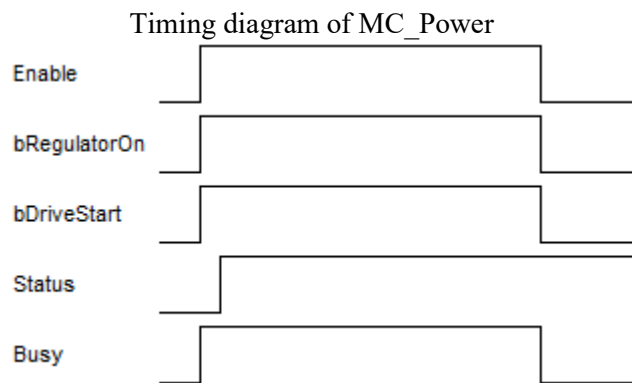 Timing diagram of MC_Power
Enable
bRegulatorOn
bDriveStart
Status
Busy